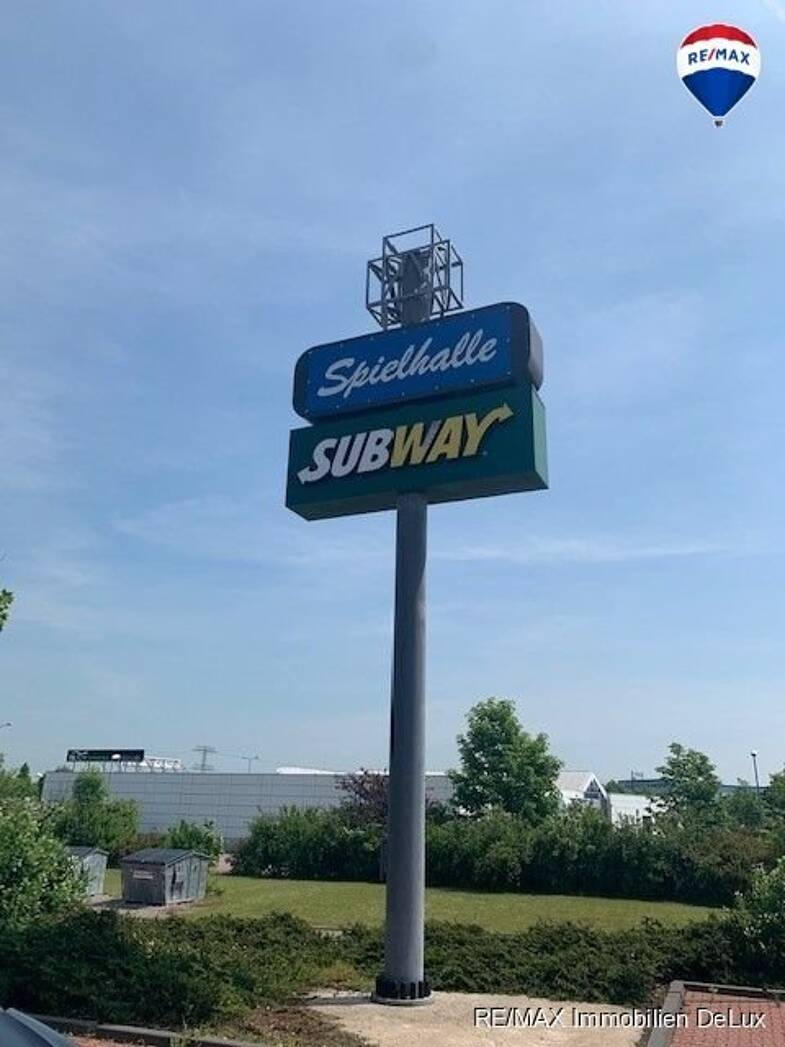 RE/MAX
Spielhalle
SUBWAY
RE/MAX Immobilien DeLux